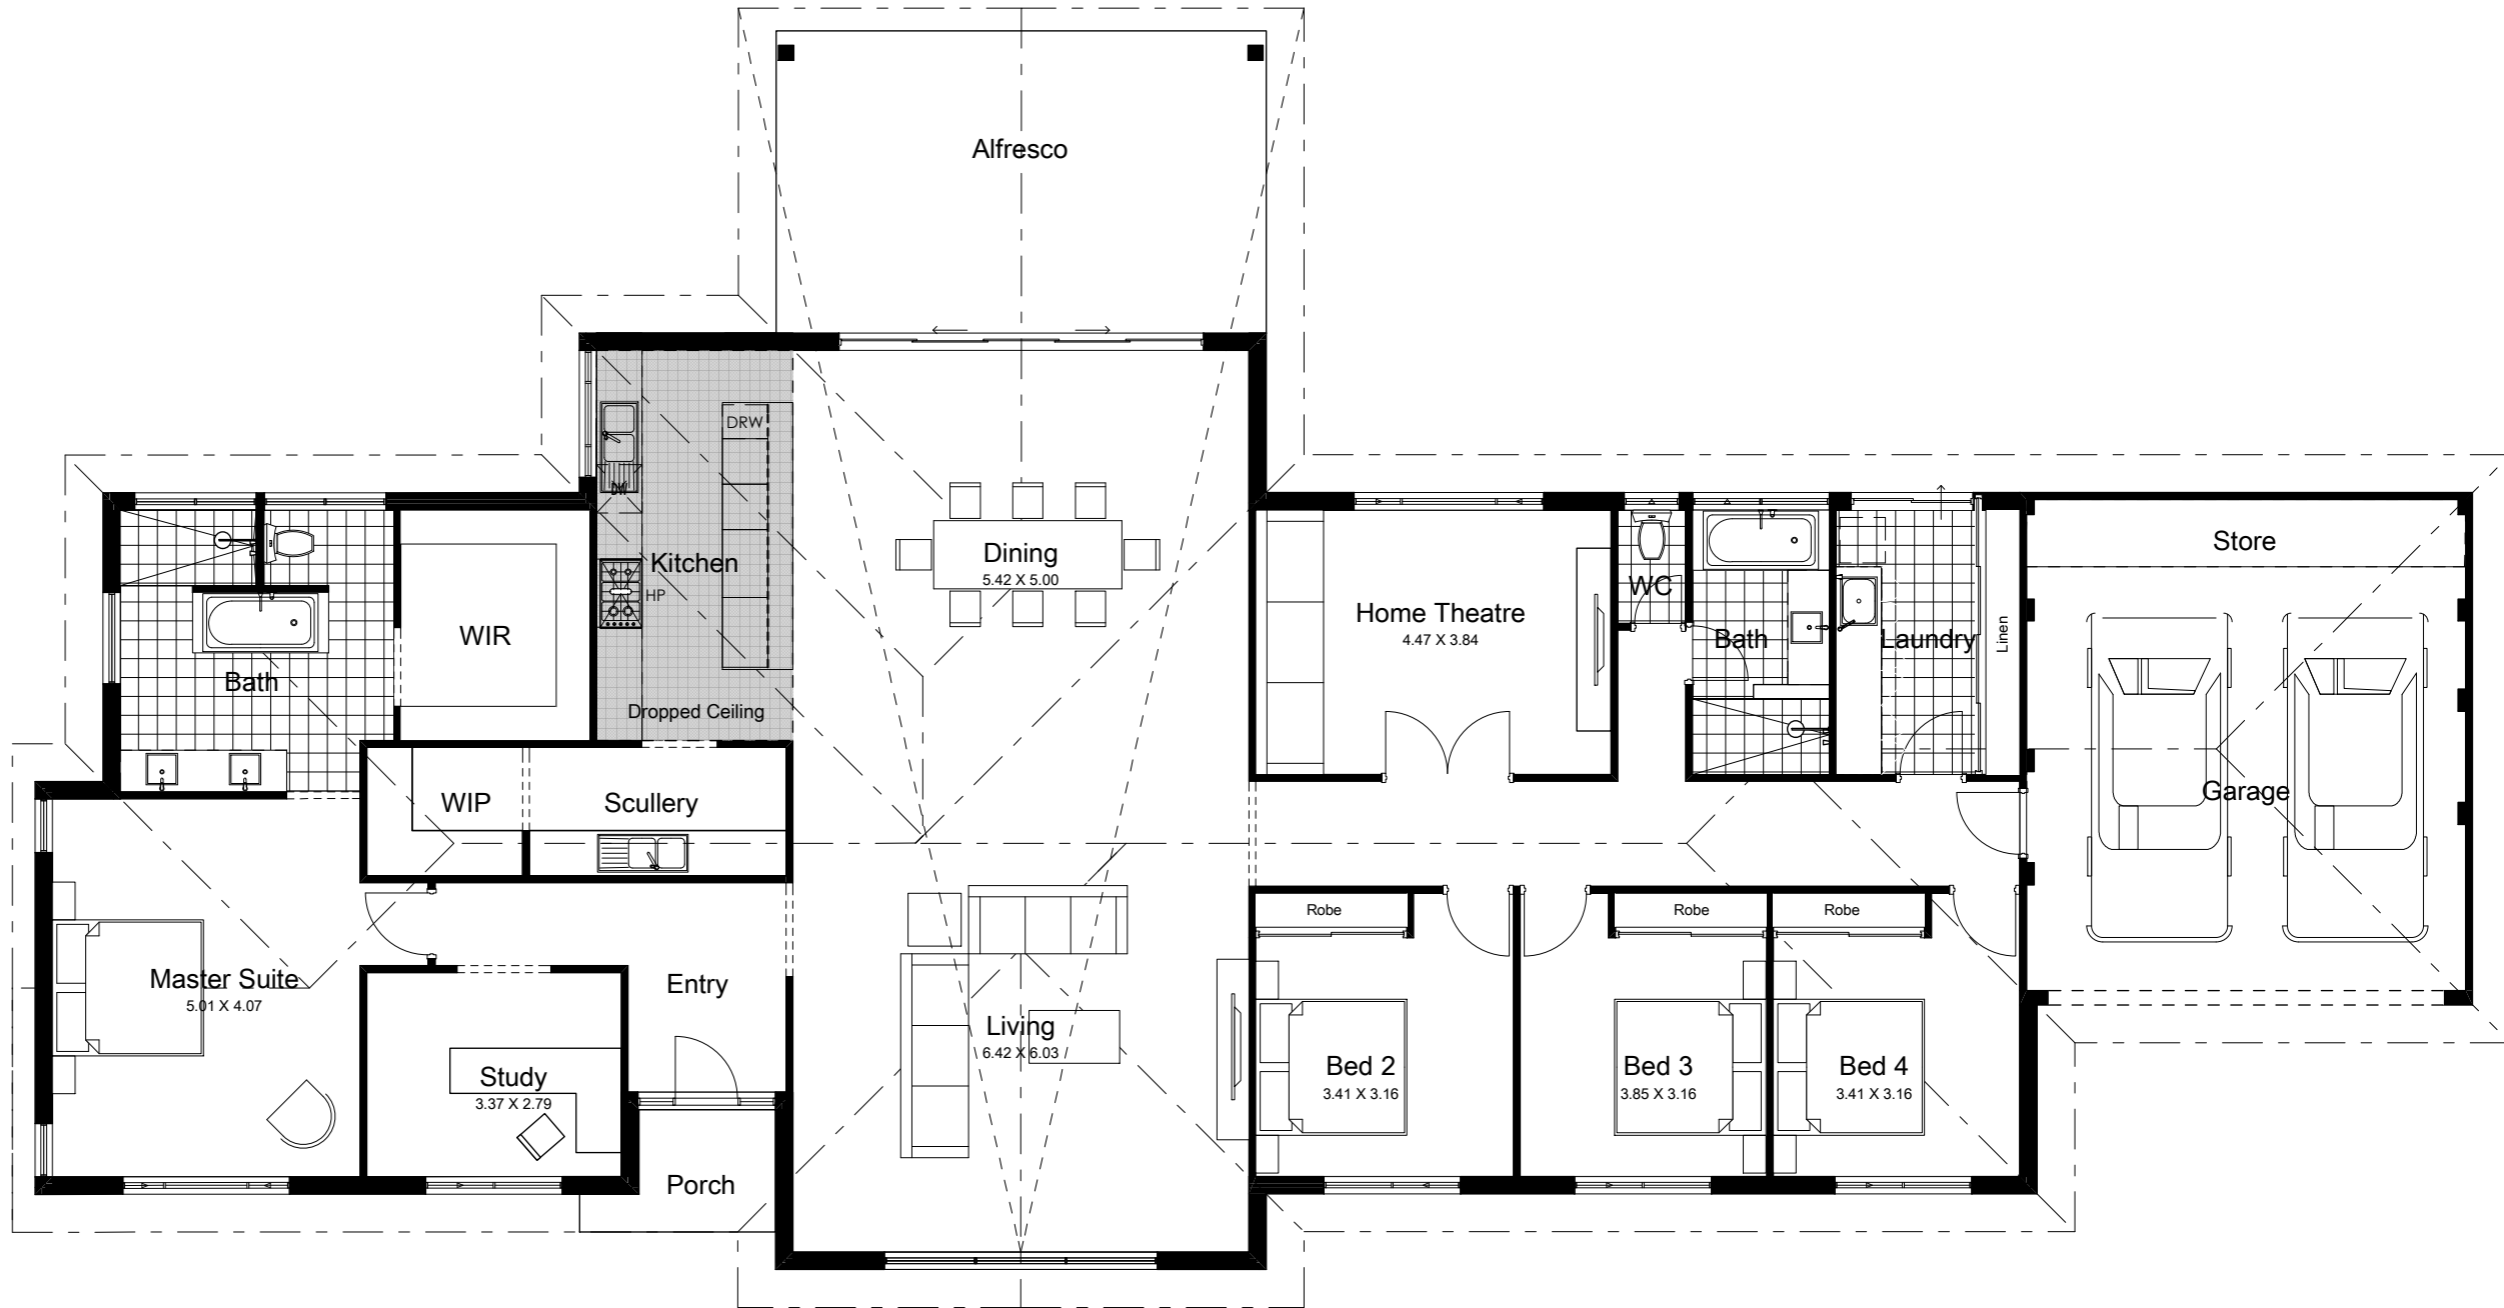 Alfresco
DRW
DW
Kitchen
HP
Dropped Ceiling
Dining
5.42 X 5.00
WIR
Bath
Home Theatre
4.47 X 3.84
WC
Bath
Laundry
Linen
Store
Garage
WIP
Scullery
Master Suite
5.01 X 4.07
Entry
Study
3.37 X 2.79
Porch
Living
6.42 X 6.03
Robe
Robe
Robe
Bed 2
3.41 X 3.16
Bed 3
3.85 X 3.16
Bed 4
3.41 X 3.16